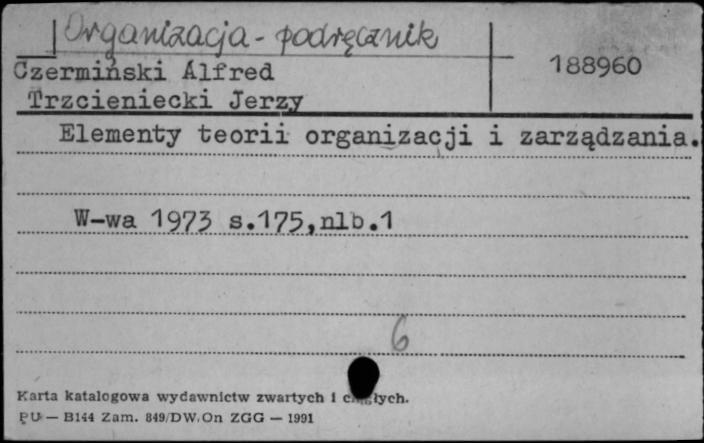 Organizacja - podręcznik
Czermiński Alfred
188960
Trzcieniecki Jerzy
Elementy teorii organizacji i zarządzania.
W-wa 1973 s.175,nlb.1
6
Karta katalogowa wydawnictw zwartych i
PU — B144 Zam. 849/DW.On ZGG — 1991